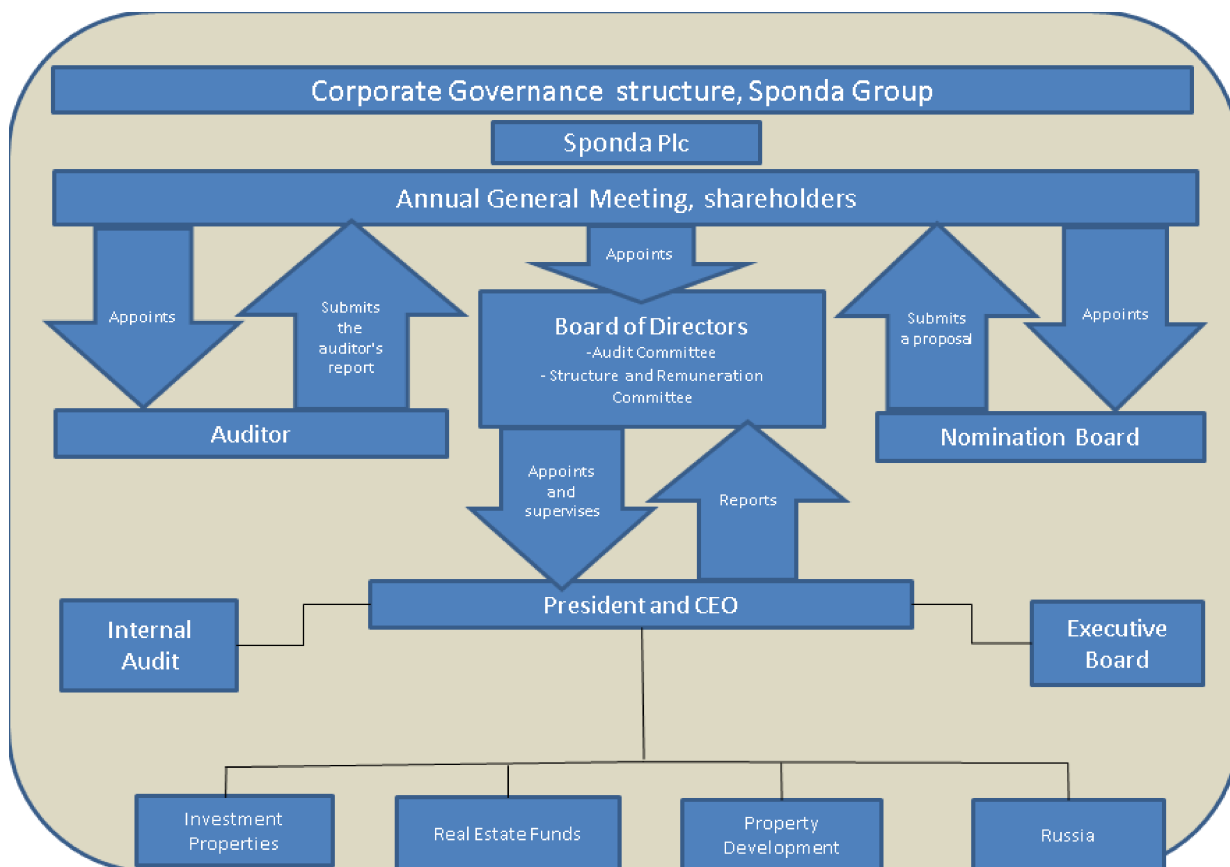 Corporate Governance structure, Sponda Group
Sponda Plc
Annual General Meeting, shareholders
Appoints
Submits
the
auditor's
report
Appoints
Submits
a proposal
Appoints
Board of Directors
-Audit Committee
- Structure and Remuneration
Committee
Auditor
Nomination Board
Appoints
and
supervises
Reports
President and CEO
Internal
Audit
Executive
Board
Investment
Properties
Real Estate Funds
Property
Development
Russia